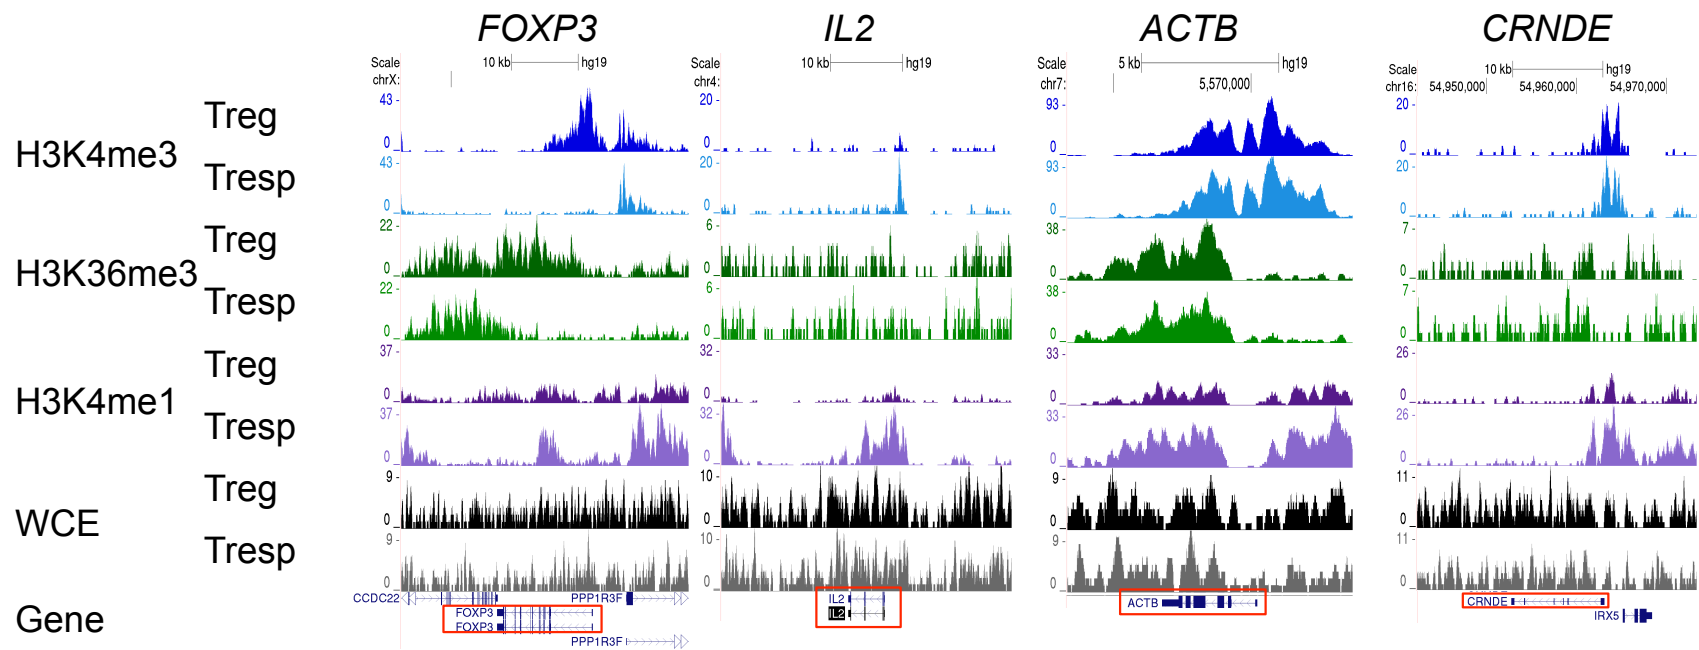 FOXP3 IL2 ACTB CRNDE
Scale 10 kb hg19 Scale 10 kb hg19 Scale 5 kb hg19 Scale 10 kb hg19
chrX: chr4: chr7: 5,570,000 chr16: 54,950,000 54,960,000 54,970,000
H3K4me3
Treg 43 - 0 _ 20 - 0 _ 93 - 0 _ 20 - 0 _
Tresp 43 - 0 _ 20 - 0 _ 93 - 0 _ 20 - 0 _
H3K36me3
Treg 22 - 0 _ 6 - 0 _ 38 - 0 _ 7 - 0 _
Tresp 22 - 0 _ 6 - 0 _ 38 - 0 _ 7 - 0 _
H3K4me1
Treg 37 - 0 _ 32 - 0 _ 33 - 0 _ 26 - 0 _
Tresp 37 - 0 _ 32 - 0 _ 33 - 0 _ 26 - 0 _
WCE
Treg 9 - 0 _ 10 - 0 _ 9 - 0 _ 11 - 0 _
Tresp 9 - 0 _ 10 - 0 _ 9 - 0 _ 11 - 0 _
Gene
CCDC22 PPP1R3F IL2 ACTB CRNDE
FOXP3 IL2 IRX5
FOXP3
PPP1R3F